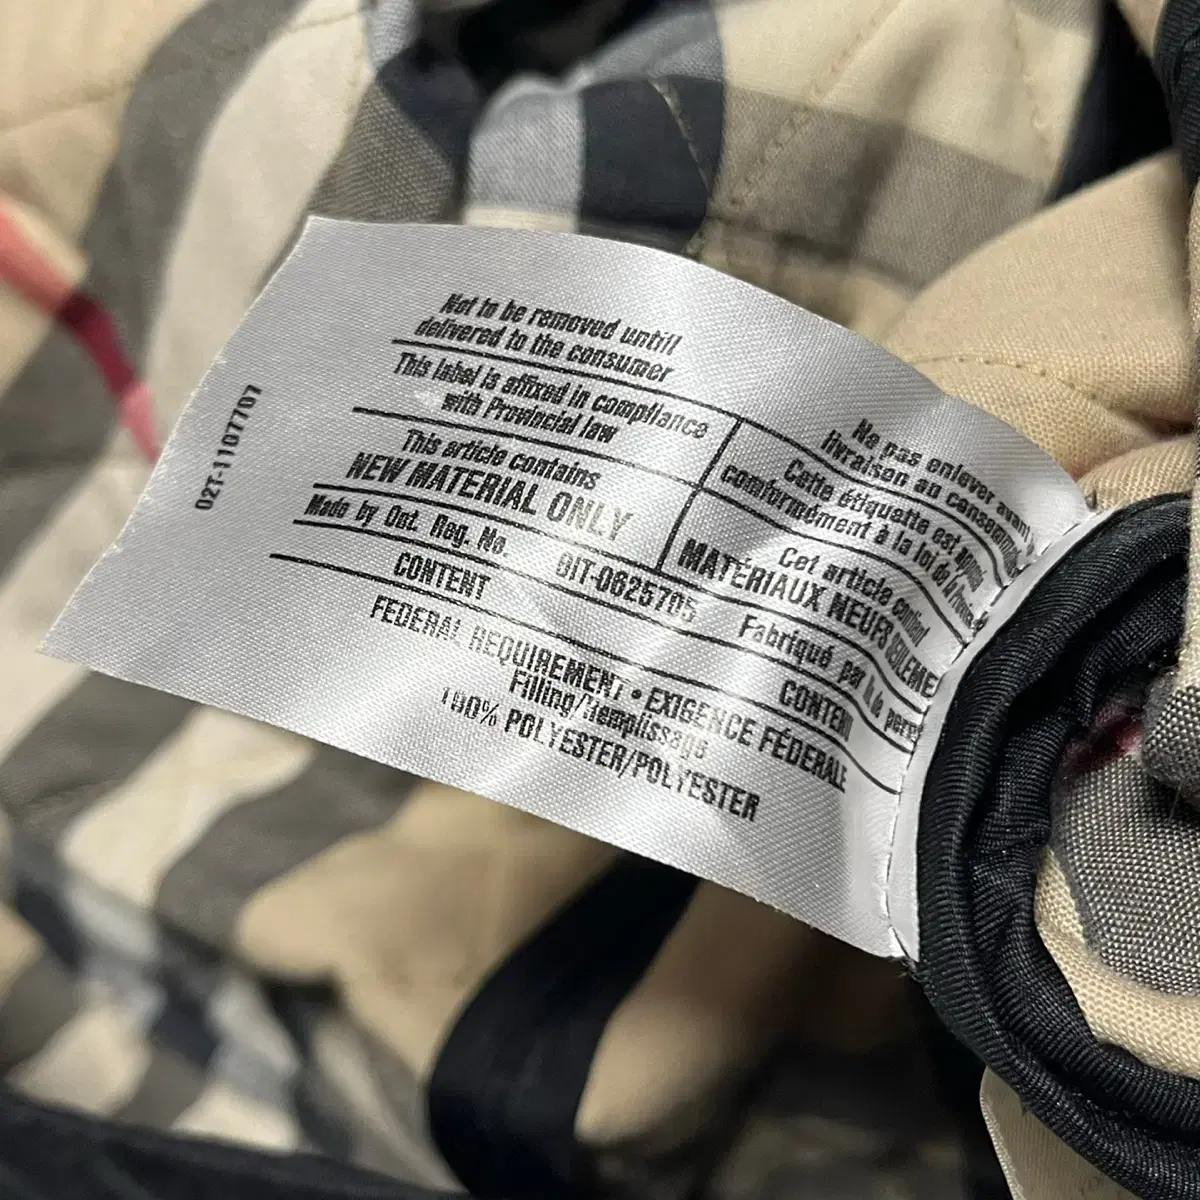 Not to be removed untill
delivered to the consumer
This label is affixed in compliance
with Provincial law
This article contains
NEW MATERIAL ONLY
Made by Ont. Reg. No. 01T-0625705
CONTENT
Ne pas enlever avant
livraison au consommateur
Cette étiquette est apposée
conformément à la loi de la Province
Cet article contient
MATÉRIAUX NEUFS SEULEME
Fabriqué par
CONTENU
FEDERAL REQUIREMENT • EXIGENCE FÉDÉRALE
Filling/Remplissage
100% POLYESTER/POLYESTER
02T-1107707